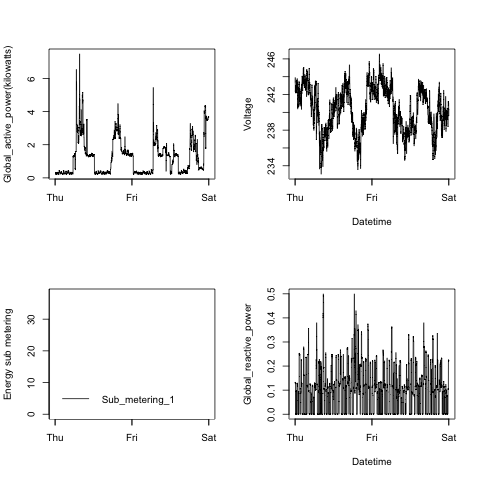 Global_active_power(kilowatts)
6
4
2
0
Thu Fri Sat
Voltage
246
242
238
234
Thu Fri Sat
Datetime
Energy sub metering
30
20
10
0
Sub_metering_1
Thu Fri Sat
Global_reactive_power
0.5
0.4
0.3
0.2
0.1
0.0
Thu Fri Sat
Datetime